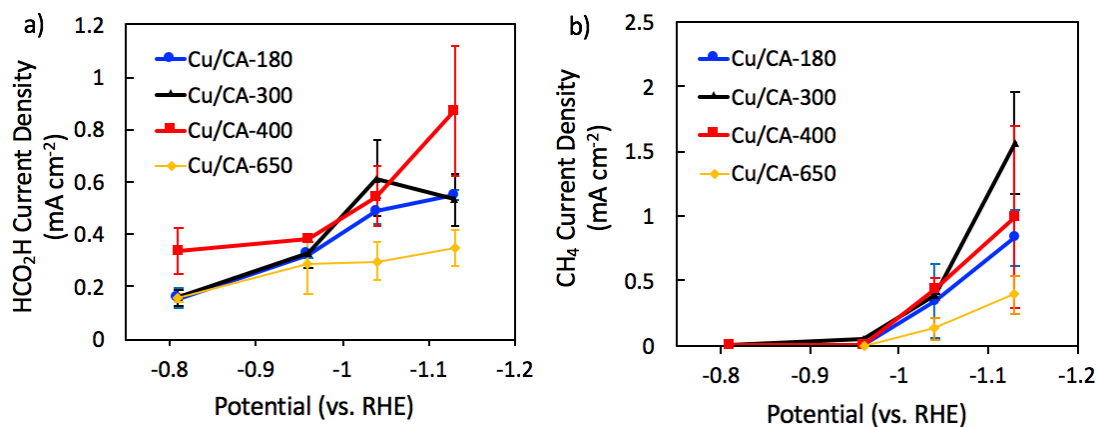 a)
HCO₂H Current Density
(mA cm⁻²)
1.2
1
0.8
0.6
0.4
0.2
0
Cu/CA-180
Cu/CA-300
Cu/CA-400
Cu/CA-650
-0.8 -0.9 -1 -1.1 -1.2
Potential (vs. RHE)
b)
CH₄ Current Density
(mA cm⁻²)
2.5
2
1.5
1
0.5
0
Cu/CA-180
Cu/CA-300
Cu/CA-400
Cu/CA-650
-0.8 -0.9 -1 -1.1 -1.2
Potential (vs. RHE)